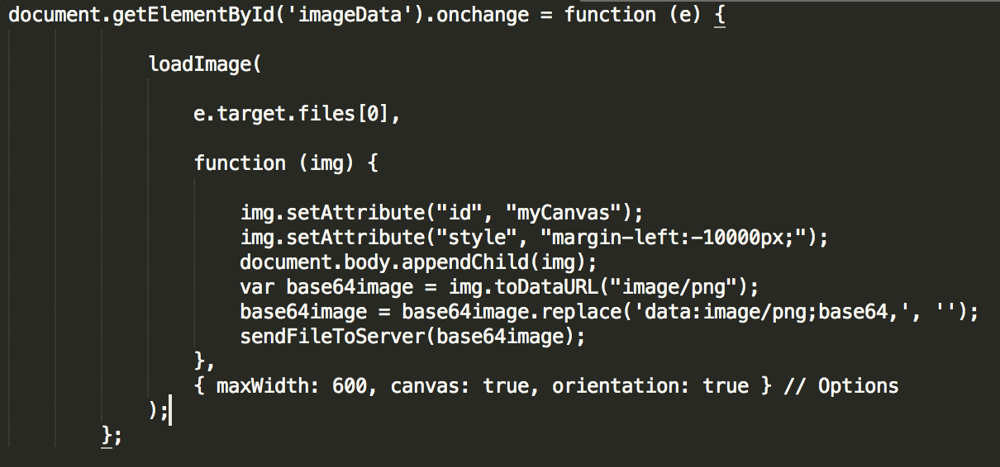 document.getElementById('imageData').onchange = function (e) {
loadImage(
e.target.files[0],
function (img) {
img.setAttribute("id", "myCanvas");
img.setAttribute("style", "margin-left:-10000px;");
document.body.appendChild(img);
var base64image = img.toDataURL("image/png");
base64image = base64image.replace('data:image/png;base64,', '');
sendFileToServer(base64image);
},
{ maxWidth: 600, canvas: true, orientation: true } // Options
);
};